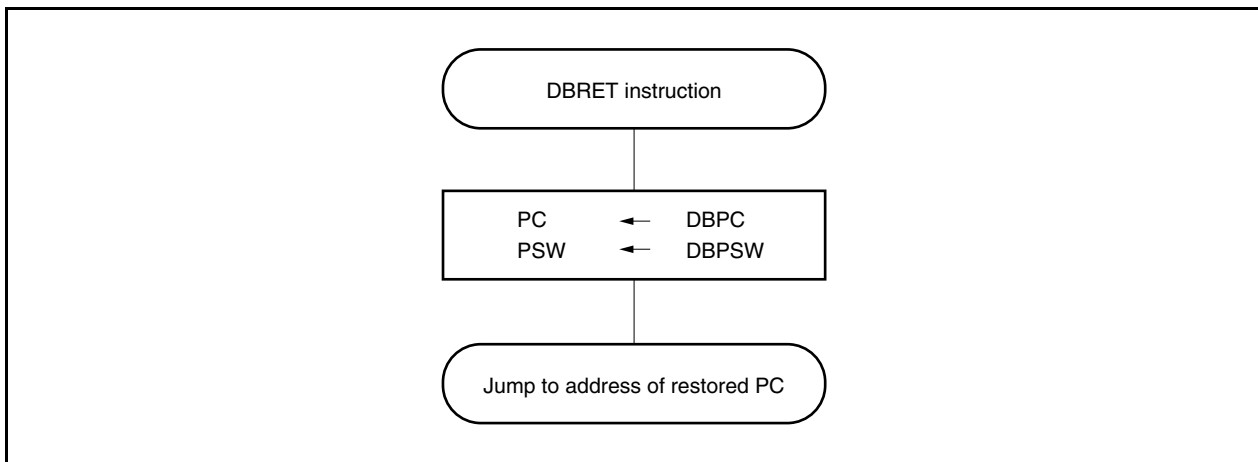 DBRET instruction
PC ← DBPC
PSW ← DBPSW
Jump to address of restored PC